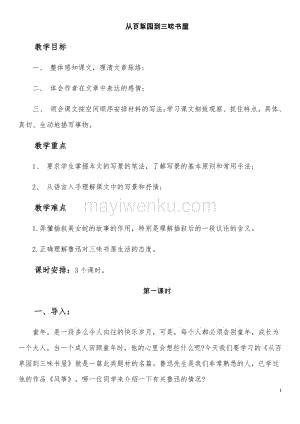 从百草园到三味书屋
教学目标
一、 整体感知课文，理清文章脉络；
二、 体会作者在文章中表达的感情；
三、 领会课文按空间顺序安排材料的写法；学习课文细致观察、抓住特点，具体、
真切、生动地描写事物。
教学重点
1、 要求学生掌握本文的写景的笔法，了解写景的基本原则和常用手法；
2、 从语言入手理解课文中的写景和抒情；
教学难点
1.弄懂插叙美女蛇的故事的作用，特别是理解插叙后的一段议论的含义。
mayiwenku.com
2.正确理解鲁迅对三味书屋生活的态度。
课时安排：3 个课时。
第一课时
一、导入：
童年，是一段多么令人向往的快乐岁月，可是，每个人都必须告别童年，成长为
一个大人。当一个成人回顾童年时，他的心里会想些什么呢?今天我们要学习的《从百
草园到三味书屋》就是一此类题材的名篇。鲁迅先生是我们非常熟悉的人，已学过
他的作品《风筝》，哪一位同学来介绍一下有关鲁迅的情况?
1